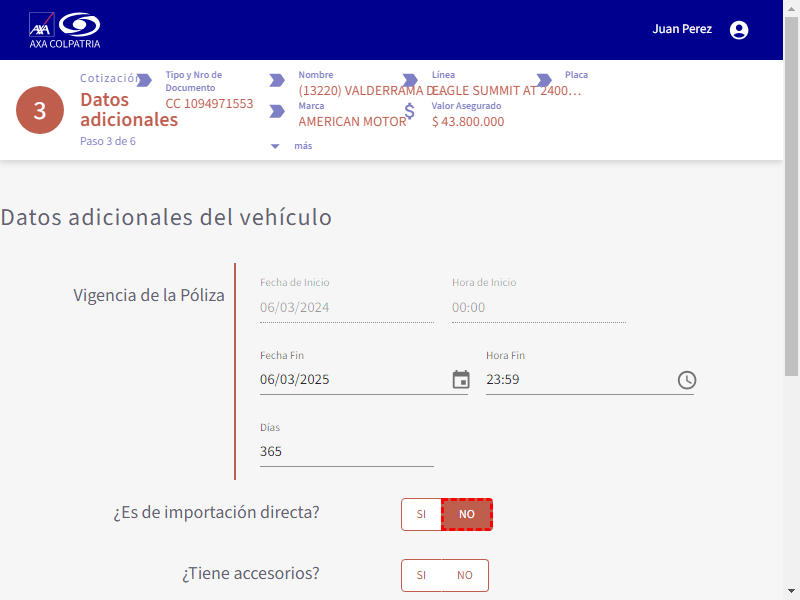 AXA
AXA COLPATRIA
Juan Perez
3
Cotización
Datos
adicionales
Paso 3 de 6
Tipo y Nro de
Documento
CC 1094971553
Nombre
(13220) VALDERRAMA D...
Marca
AMERICAN MOTOR
más
Línea
EAGLE SUMMIT AT 2400...
$
Valor Asegurado
$ 43.800.000
Placa
Datos adicionales del vehículo
Vigencia de la Póliza
Fecha de Inicio
06/03/2024
Hora de Inicio
00:00
Fecha Fin
06/03/2025
Hora Fin
23:59
Días
365
¿Es de importación directa?
SI NO
¿Tiene accesorios?
SI NO